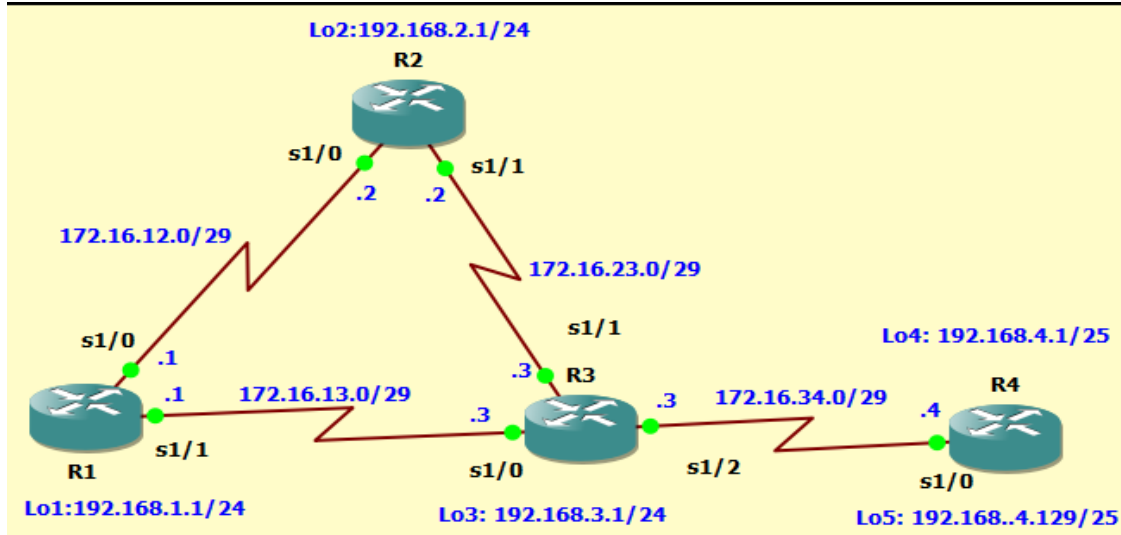 Lo2:192.168.2.1/24
R2
s1/0
s1/1
.2
.2
172.16.12.0/29
172.16.23.0/29
s1/1
s1/0
Lo4: 192.168.4.1/25
.1
.3
R3
R4
.1
172.16.13.0/29
.3
.3
172.16.34.0/29
.4
s1/1
s1/0
s1/2
s1/0
R1
Lo1:192.168.1.1/24
Lo3: 192.168.3.1/24
Lo5: 192.168..4.129/25